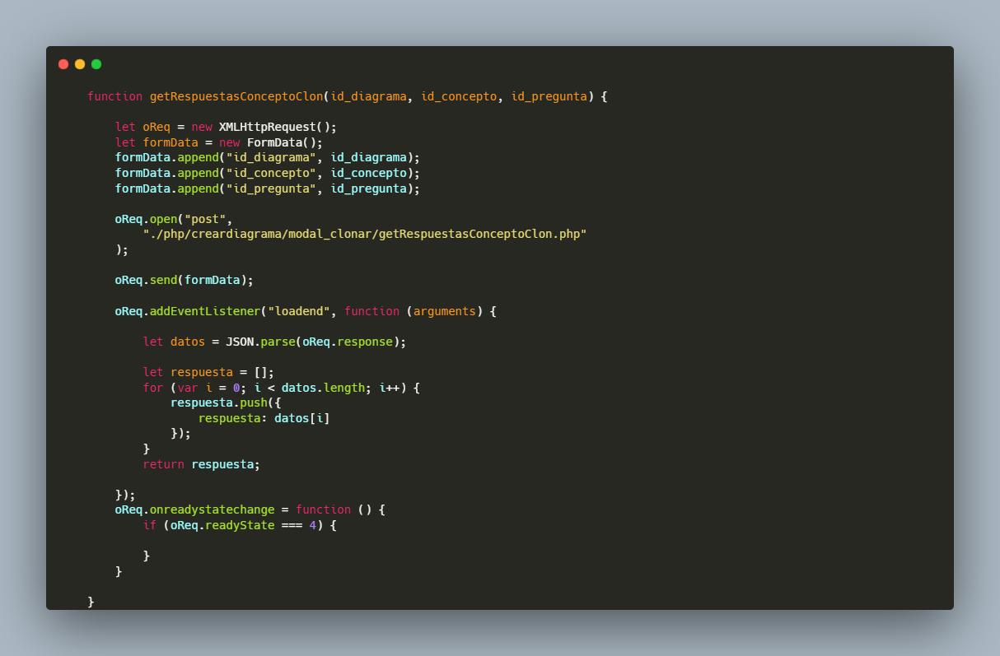 function getRespuestasConceptoClon(id_diagrama, id_concepto, id_pregunta) {
let oReq = new XMLHttpRequest();
let formData = new FormData();
formData.append("id_diagrama", id_diagrama);
formData.append("id_concepto", id_concepto);
formData.append("id_pregunta", id_pregunta);
oReq.open("post",
"./php/creardiagrama/modal_clonar/getRespuestasConceptoClon.php"
);
oReq.send(formData);
oReq.addEventListener("loadend", function (arguments) {
let datos = JSON.parse(oReq.response);
let respuesta = [];
for (var i = 0; i < datos.length; i++) {
respuesta.push({
respuesta: datos[i]
});
}
return respuesta;
});
oReq.onreadystatechange = function () {
if (oReq.readyState === 4) {
}
}
}